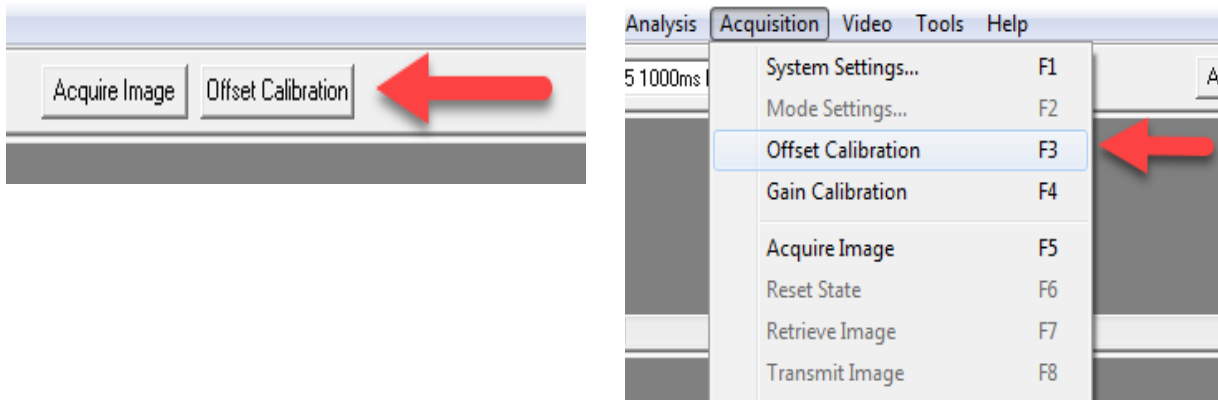 Acquire Image Offset Calibration
Analysis Acquisition Video Tools Help
5 1000ms
System Settings... F1
Mode Settings... F2
Offset Calibration F3
Gain Calibration F4
Acquire Image F5
Reset State F6
Retrieve Image F7
Transmit Image F8